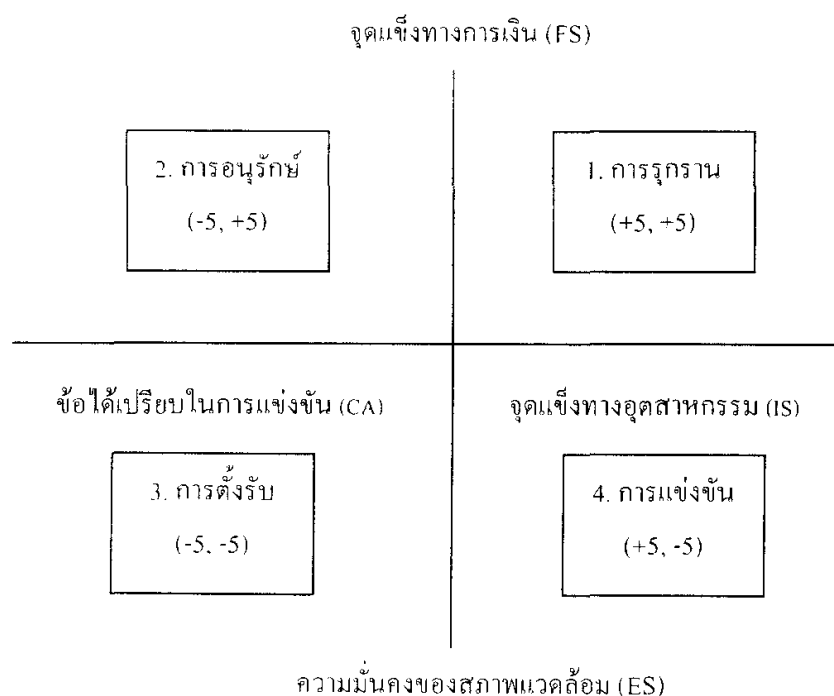 จุดแข็งทางการเงิน (FS)
2. การอนุรักษ์
(-5, +5)
1. การรุกราน
(+5, +5)
ข้อได้เปรียบในการแข่งขัน (CA)
จุดแข็งทางอุตสาหกรรม (IS)
3. การตั้งรับ
(-5, -5)
4. การแข่งขัน
(+5, -5)
ความมั่นคงของสภาพแวดล้อม (ES)